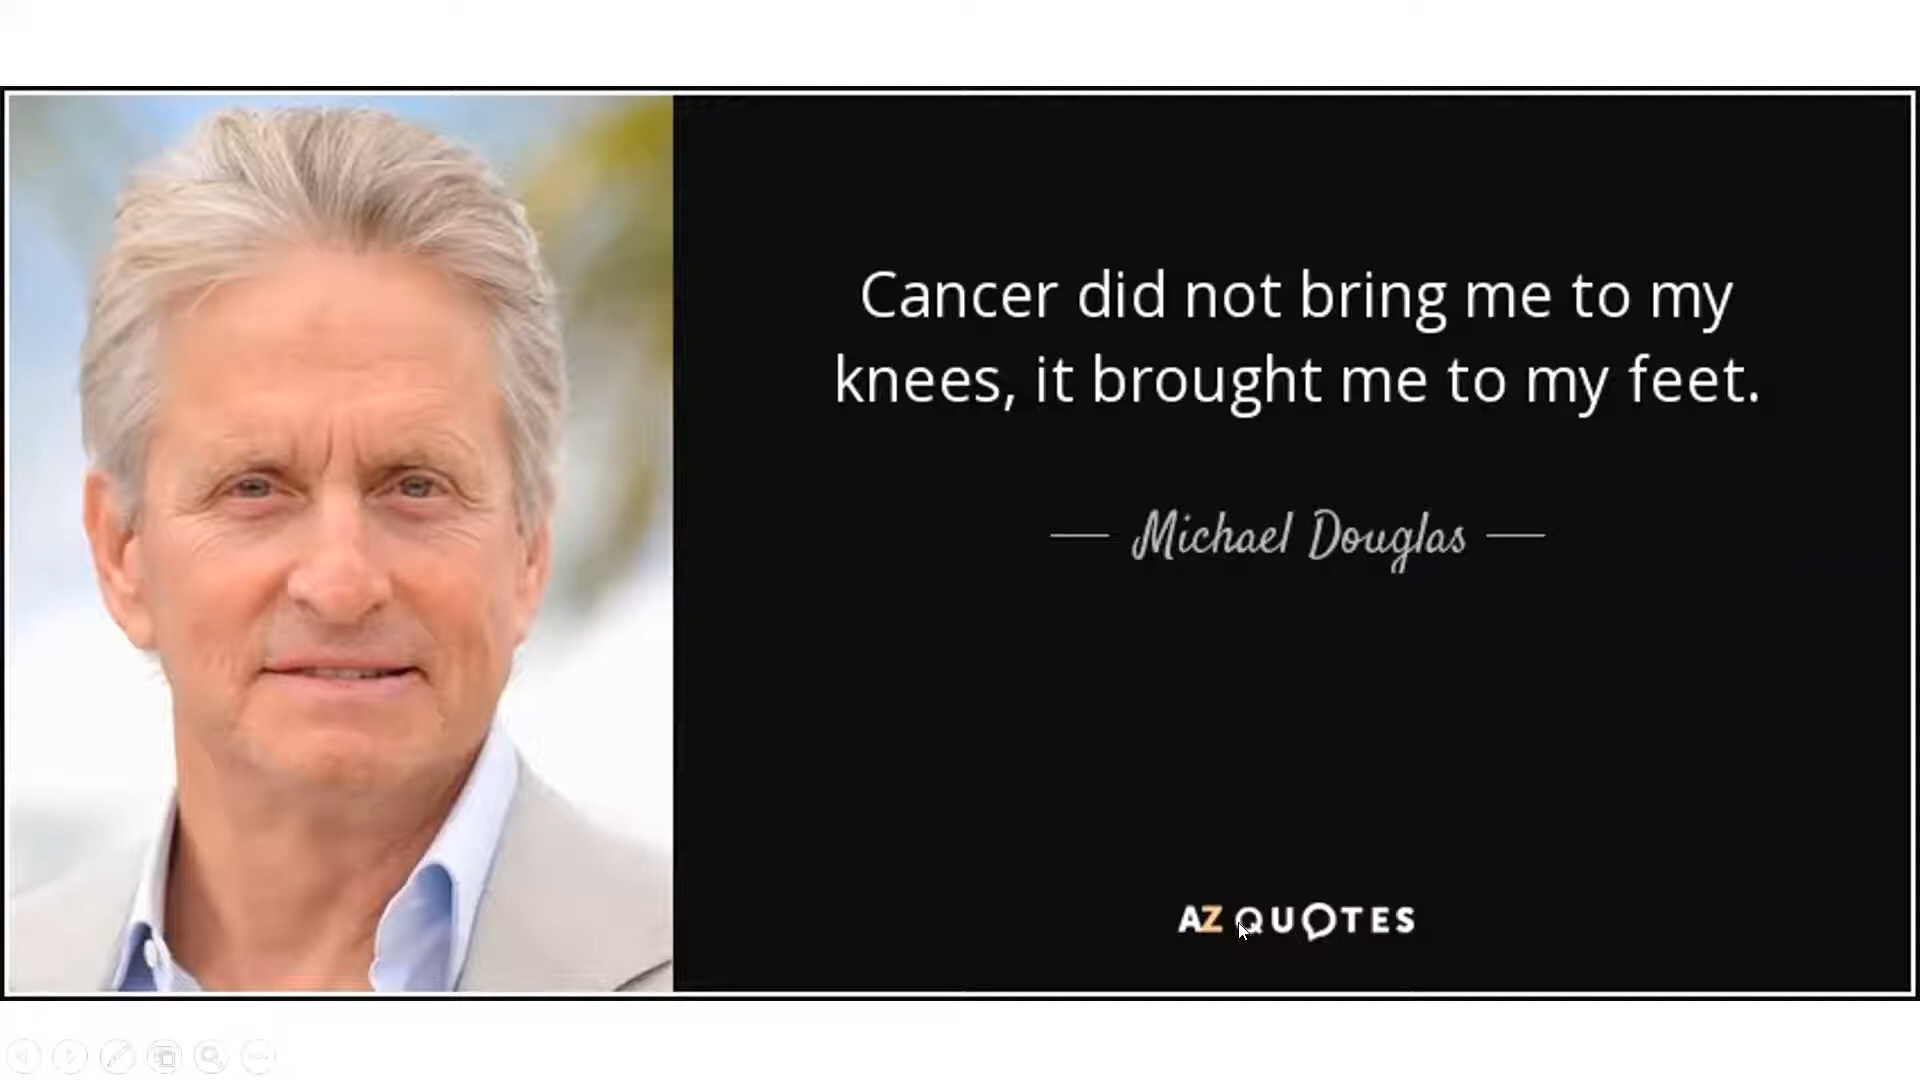 Cancer did not bring me to my
knees, it brought me to my feet.
Michael Douglas
AZ QUOTES